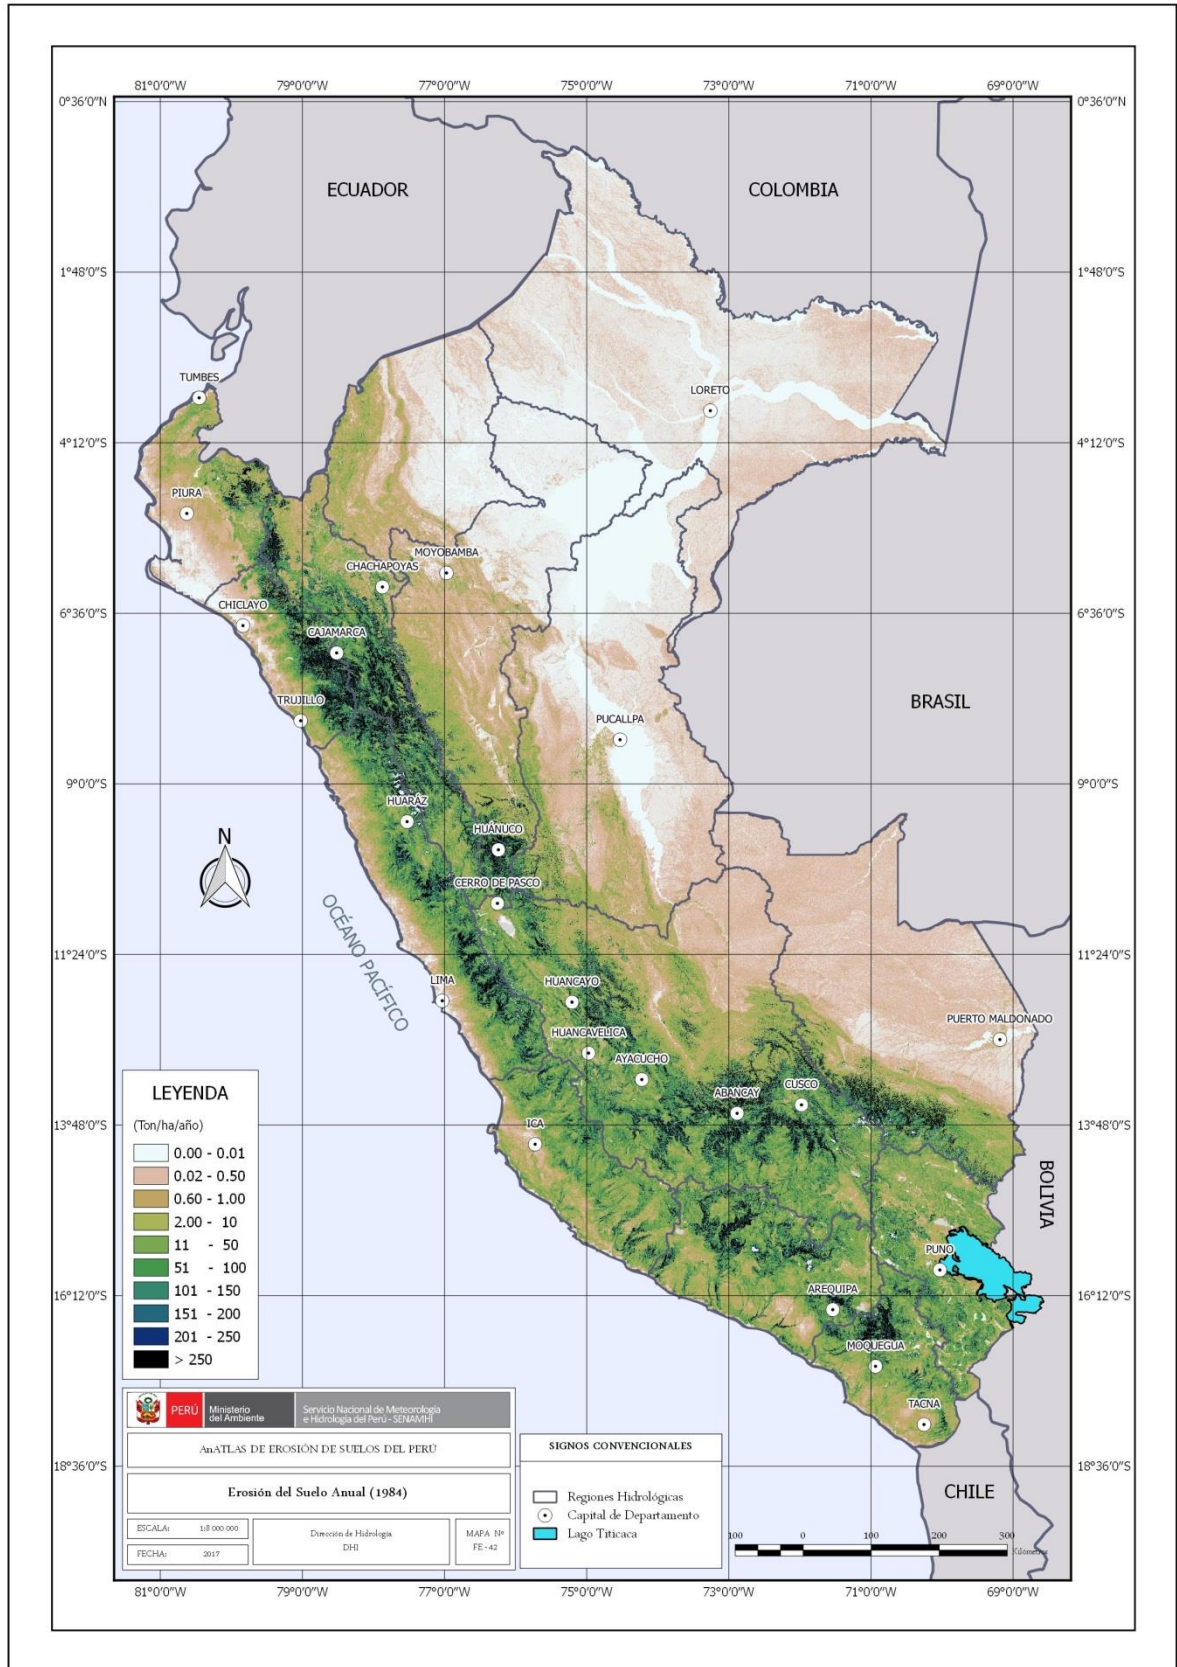 81°0'0"W 79°0'0"W 77°0'0"W 75°0'0"W 73°0'0"W 71°0'0"W 69°0'0"W
0°36'0"N 0°36'0"N
ECUADOR
COLOMBIA
1°48'0"S 1°48'0"S
TUMBES
LORETO
4°12'0"S 4°12'0"S
PIURA
MOYOBAMBA
CHACHAPOYAS
CHICLAYO
6°36'0"S 6°36'0"S
CAJAMARCA
TRUJILLO
PUCALLPA
BRASIL
9°0'0"S 9°0'0"S
HUARÁZ
N
HUÁNUCO
CERRO DE PASCO
OCÉANO PACÍFICO
11°24'0"S 11°24'0"S
LIMA
HUANCAYO
PUERTO MALDONADO
HUANCAVELICA
AYACUCHO
ABANCAY
CUSCO
13°48'0"S 13°48'0"S
ICA
BOLIVIA
PUNO
AREQUIPA
16°12'0"S 16°12'0"S
MOQUEGUA
TACNA
18°36'0"S 18°36'0"S
CHILE
LEYENDA
(Ton/ha/año)
0.00 - 0.01
0.02 - 0.50
0.60 - 1.00
2.00 - 10
11 - 50
51 - 100
101 - 150
151 - 200
201 - 250
> 250
PERÚ
Ministerio
del Ambiente
Servicio Nacional de Meteorología
e Hidrología del Perú - SENAMHI
AnATLAS DE EROSIÓN DE SUELOS DEL PERÚ
Erosión del Suelo Anual (1984)
ESCALA: 1:8 000 000
FECHA: 2017
Dirección de Hidrología
DHI
MAPA Nº
FE - 42
SIGNOS CONVENCIONALES
Regiones Hidrológicas
Capital de Departamento
Lago Titicaca
100 0 100 200 300
Kilómetros
81°0'0"W 79°0'0"W 77°0'0"W 75°0'0"W 73°0'0"W 71°0'0"W 69°0'0"W